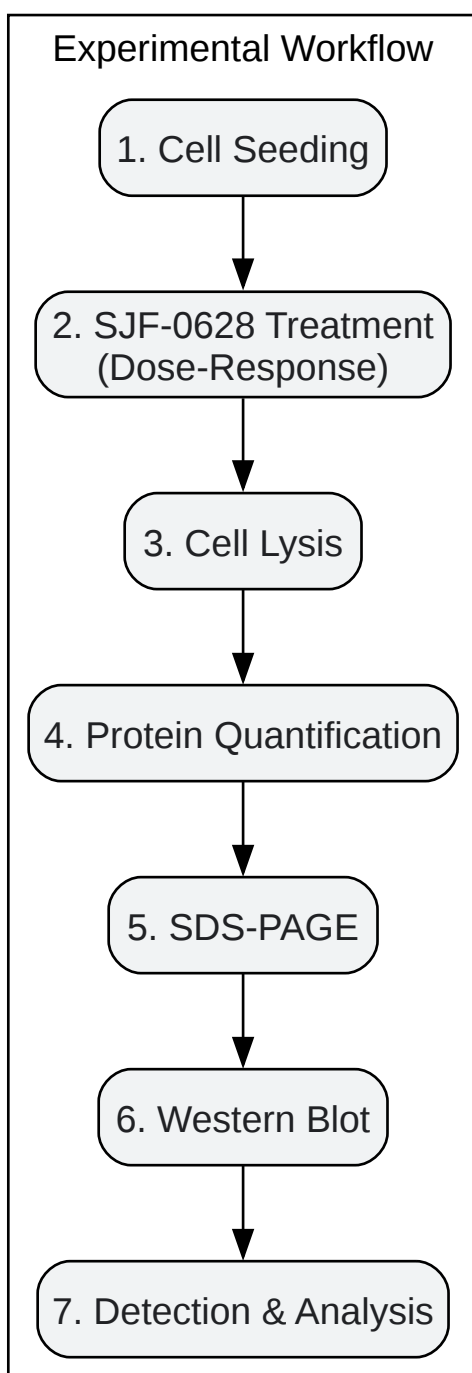 Experimental Workflow
1. Cell Seeding
2. SJF-0628 Treatment
(Dose-Response)
3. Cell Lysis
4. Protein Quantification
5. SDS-PAGE
6. Western Blot
7. Detection & Analysis